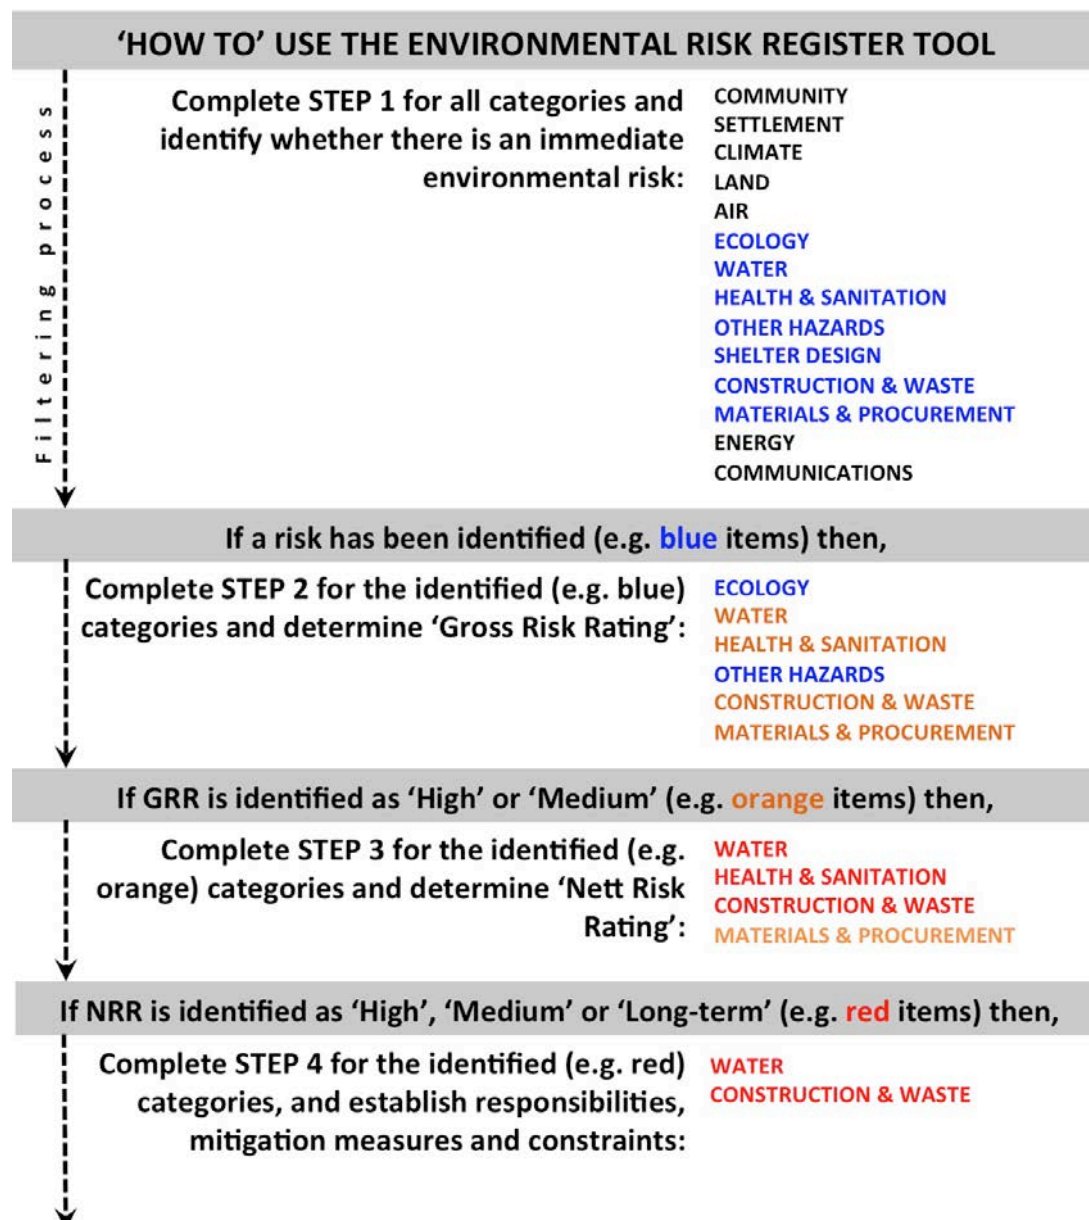 ‘HOW TO’ USE THE ENVIRONMENTAL RISK REGISTER TOOL
Filtering process
Complete STEP 1 for all categories and
identify whether there is an immediate
environmental risk:
COMMUNITY
SETTLEMENT
CLIMATE
LAND
AIR
ECOLOGY
WATER
HEALTH & SANITATION
OTHER HAZARDS
SHELTER DESIGN
CONSTRUCTION & WASTE
MATERIALS & PROCUREMENT
ENERGY
COMMUNICATIONS
If a risk has been identified (e.g. blue items) then,
Complete STEP 2 for the identified (e.g. blue)
categories and determine ‘Gross Risk Rating’:
ECOLOGY
WATER
HEALTH & SANITATION
OTHER HAZARDS
CONSTRUCTION & WASTE
MATERIALS & PROCUREMENT
If GRR is identified as ‘High’ or ‘Medium’ (e.g. orange items) then,
Complete STEP 3 for the identified (e.g.
orange) categories and determine ‘Nett Risk
Rating’:
WATER
HEALTH & SANITATION
CONSTRUCTION & WASTE
MATERIALS & PROCUREMENT
If NRR is identified as ‘High’, ‘Medium’ or ‘Long-term’ (e.g. red items) then,
Complete STEP 4 for the identified (e.g. red)
categories, and establish responsibilities,
mitigation measures and constraints:
WATER
CONSTRUCTION & WASTE